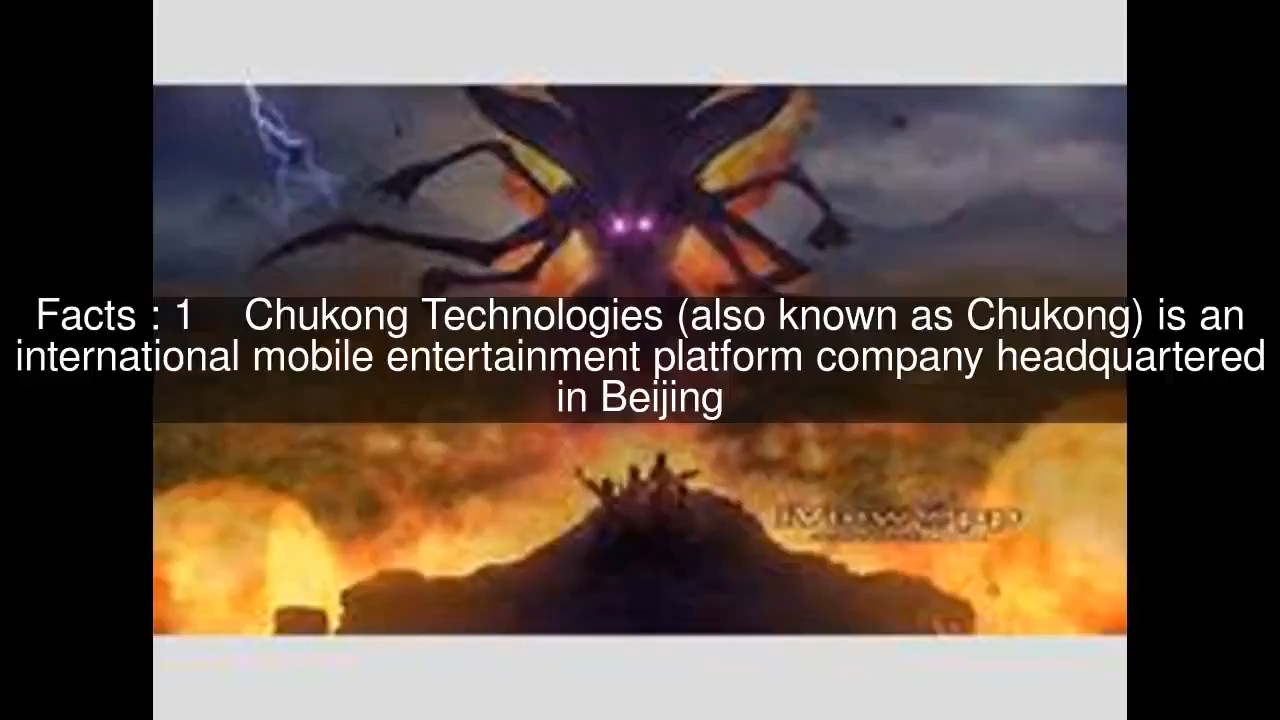 Facts : 1 Chukong Technologies (also known as Chukong) is an
international mobile entertainment platform company headquartered
in Beijing